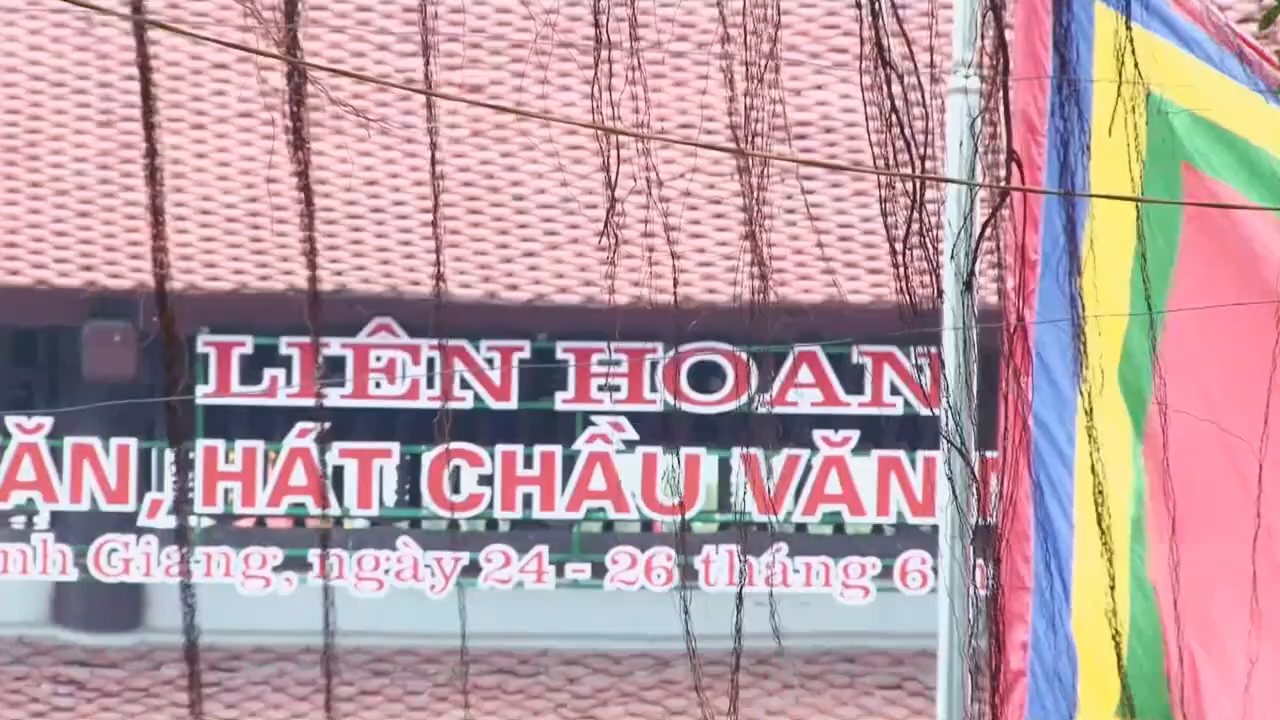 LIÊN HOAN
ĂN, HÁT CHẦU VĂN
nh Giang, ngày 24 - 26 tháng 6